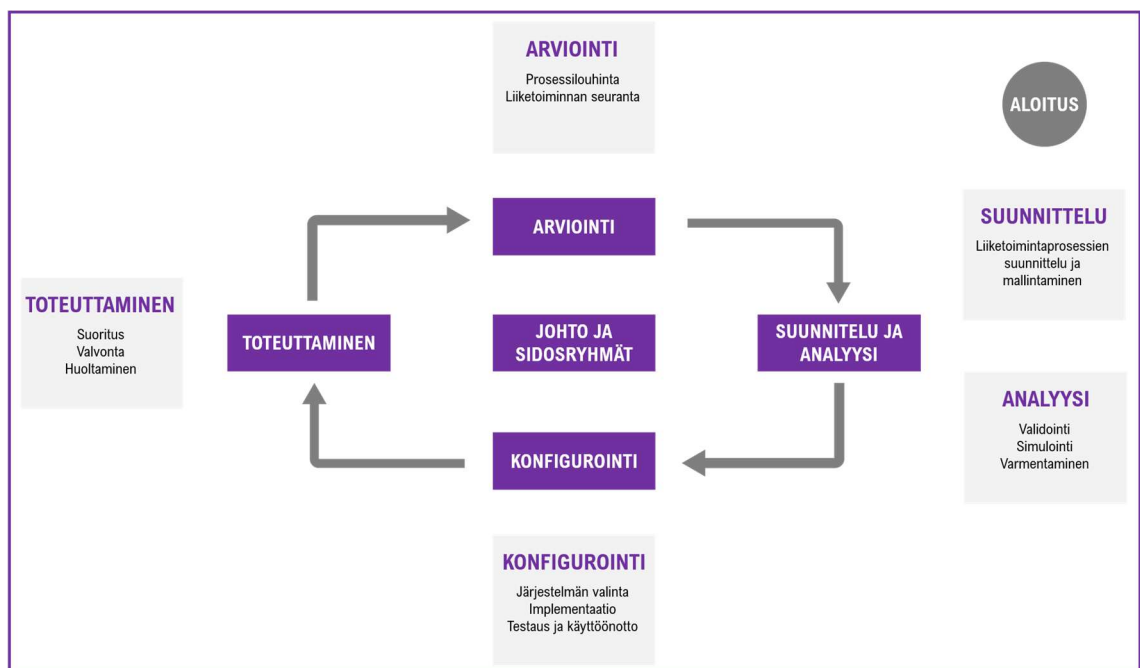 ARVIOINTI
Prosessilouhinta
Liiketoiminnan seuranta
ALOITUS
ARVIOINTI
SUUNNITTELU
Liiketoimintaprosessien
suunnittelu ja
mallintaminen
TOTEUTTAMINEN
Suoritus
Valvonta
Huoltaminen
TOTEUTTAMINEN
JOHTO JA
SIDOSRYHMÄT
SUUNNITELU JA
ANALYYSI
ANALYYSI
Validointi
Simulointi
Varmentaminen
KONFIGUROINTI
KONFIGUROINTI
Järjestelmän valinta
Implementaatio
Testaus ja käyttöönotto